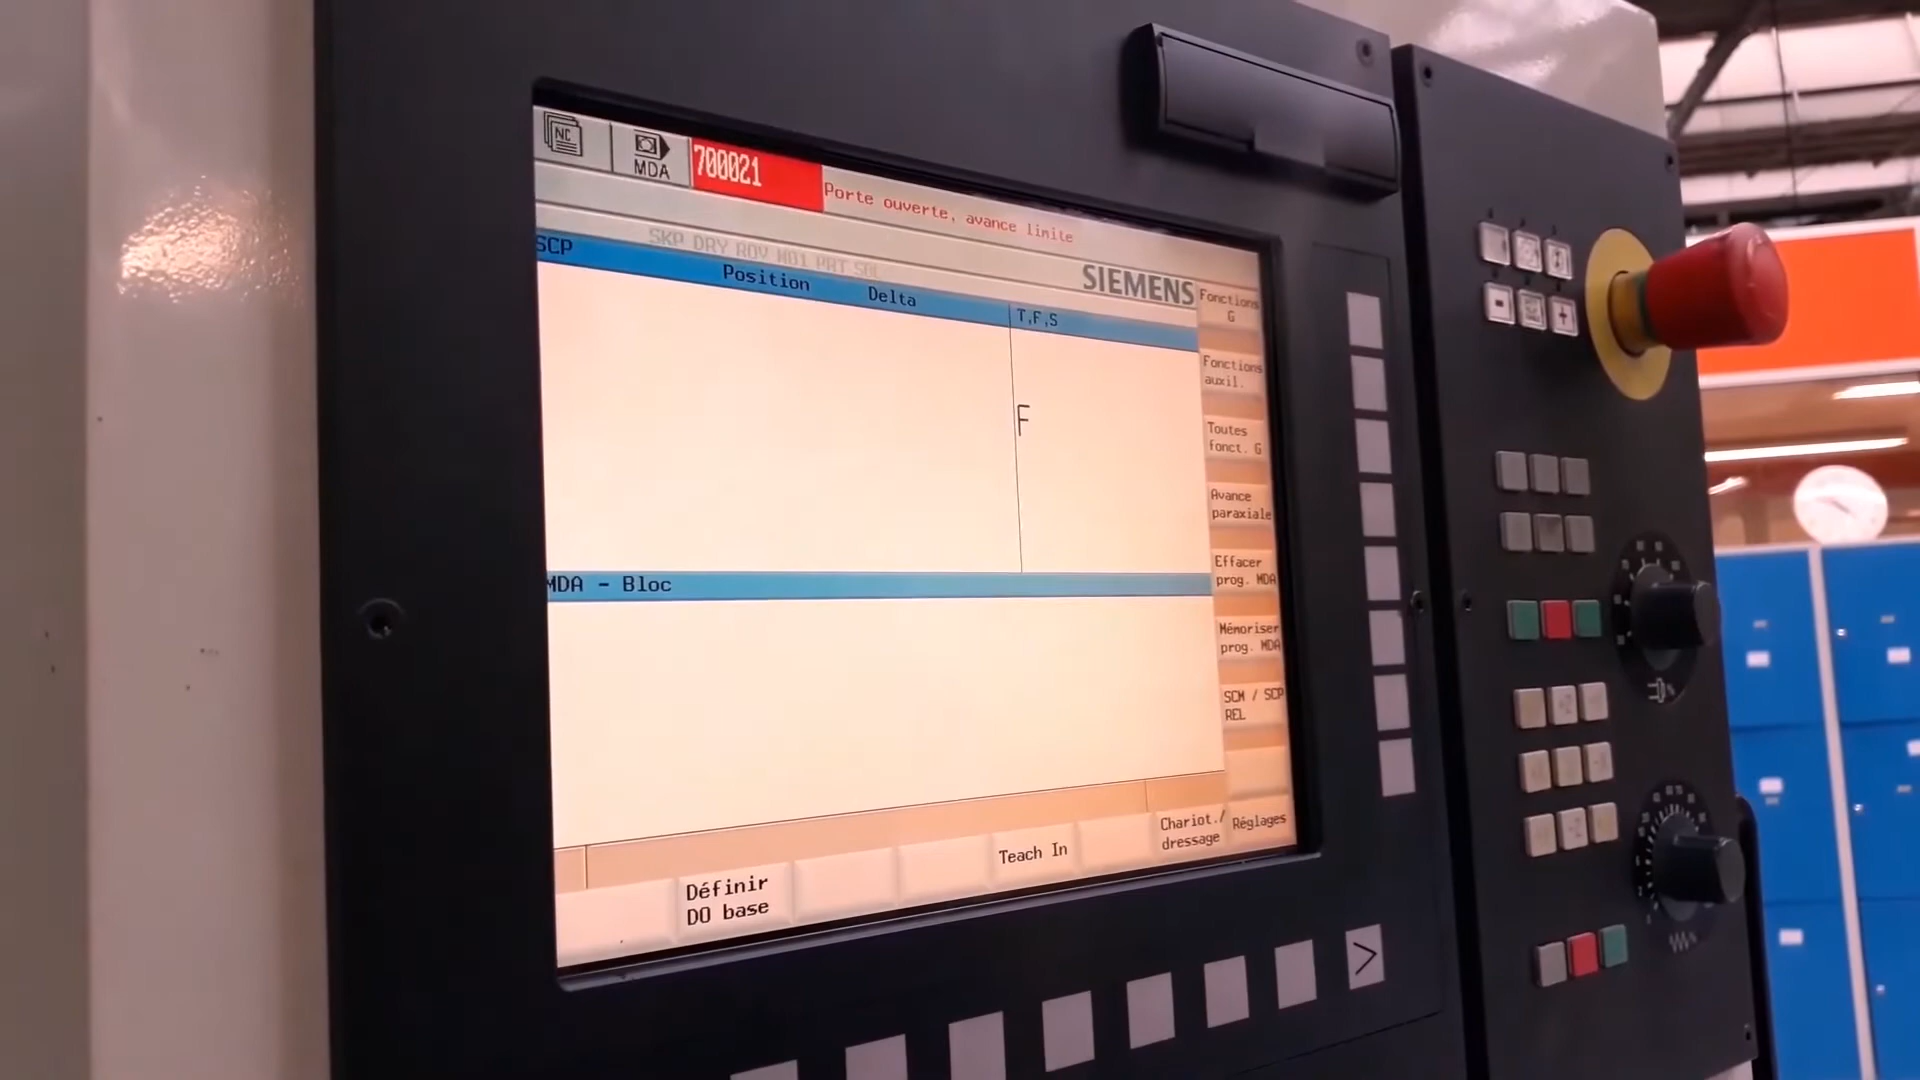 NC
MDA
700021
Porte ouverte, avance limite
SKP DRY ROV M01 PRT SBL
SIEMENS
SCP
Position
Delta
T,F,S
F
MDA - Bloc
Fonctions
G
Fonctions
auxil.
Toutes
fonct. G
Avance
paraxiale
Effacer
prog. MDA
Mémoriser
prog. MDA
SCM / SCP
REL
Définir
DO base
Teach In
Chariot./
dressage
Réglages
>
-
+
%